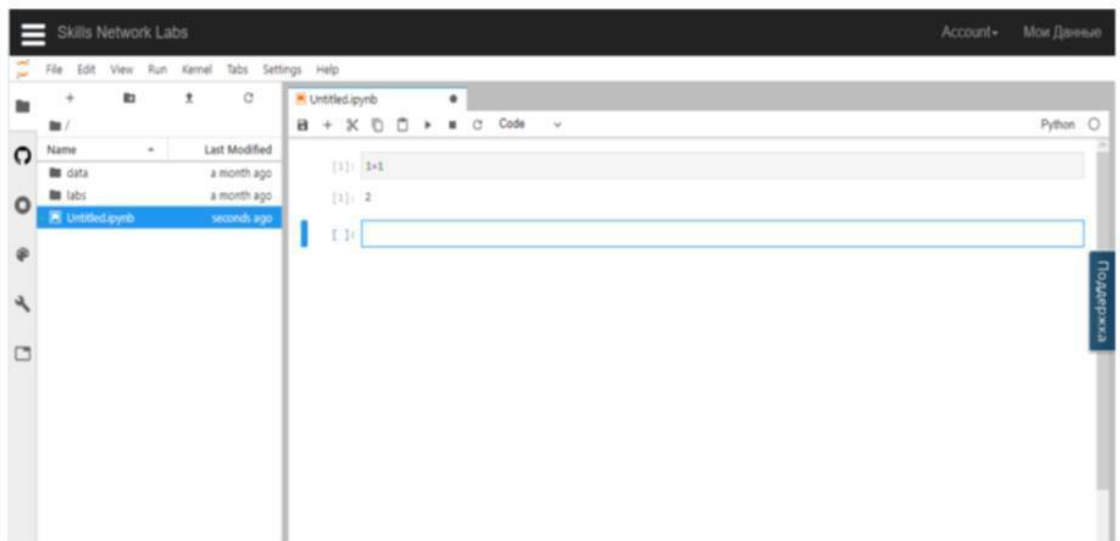 Skills Network Labs Account Мои Данные
File Edit View Run Kernel Tabs Settings Help
Untitled.ipynb
/
Code Python
Name Last Modified
data a month ago
labs a month ago
Untitled.ipynb seconds ago
[1]: 1+1
[1]: 2
[ ]:
Поддержка